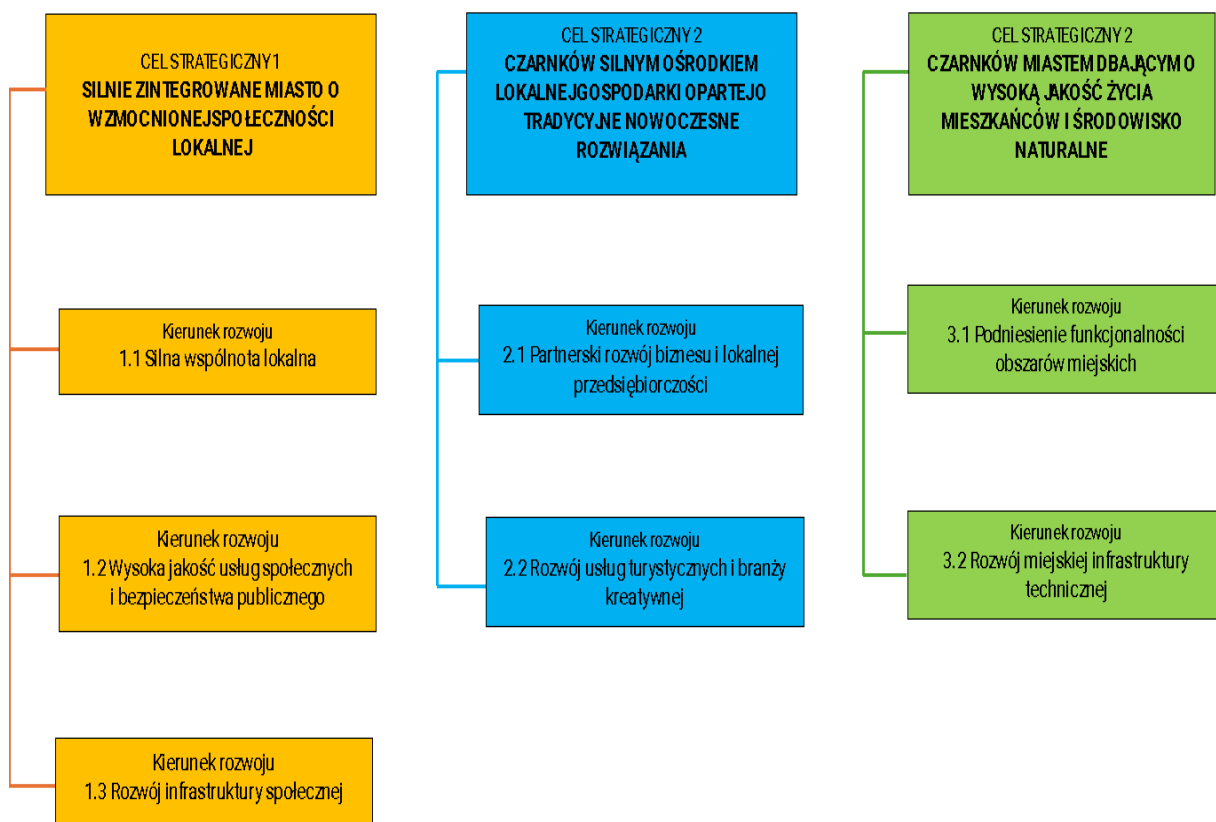 CEL STRATEGICZNY 1
SILNIE ZINTEGROWANE MIASTO O
WZMOCNIONEJSPOŁECZNOŚCI
LOKALNEJ
Kierunek rozwoju
1.1 Silna wspólnota lokalna
Kierunek rozwoju
1.2 Wysoka jakość usług społecznych
i bezpieczeństwa publicznego
Kierunek rozwoju
1.3 Rozwój infrastruktury społecznej
CEL STRATEGICZNY 2
CZARNKÓW SILNYM OŚRODKIEM
LOKALNEJGOSPODARKI OPARTEJO
TRADYCYJNE NOWOCZESNE
ROZWIĄZANIA
Kierunek rozwoju
2.1 Partnerski rozwój biznesu i lokalnej
przedsiębiorczości
Kierunek rozwoju
2.2 Rozwój usług turystycznych i branży
kreatywnej
CEL STRATEGICZNY 2
CZARNKÓW MIASTEM DBAJĄCYM O
WYSOKĄ JAKOŚĆ ŻYCIA
MIESZKAŃCÓW I ŚRODOWISKO
NATURALNE
Kierunek rozwoju
3.1 Podniesienie funkcjonalności
obszarów miejskich
Kierunek rozwoju
3.2 Rozwój miejskiej infrastruktury
technicznej